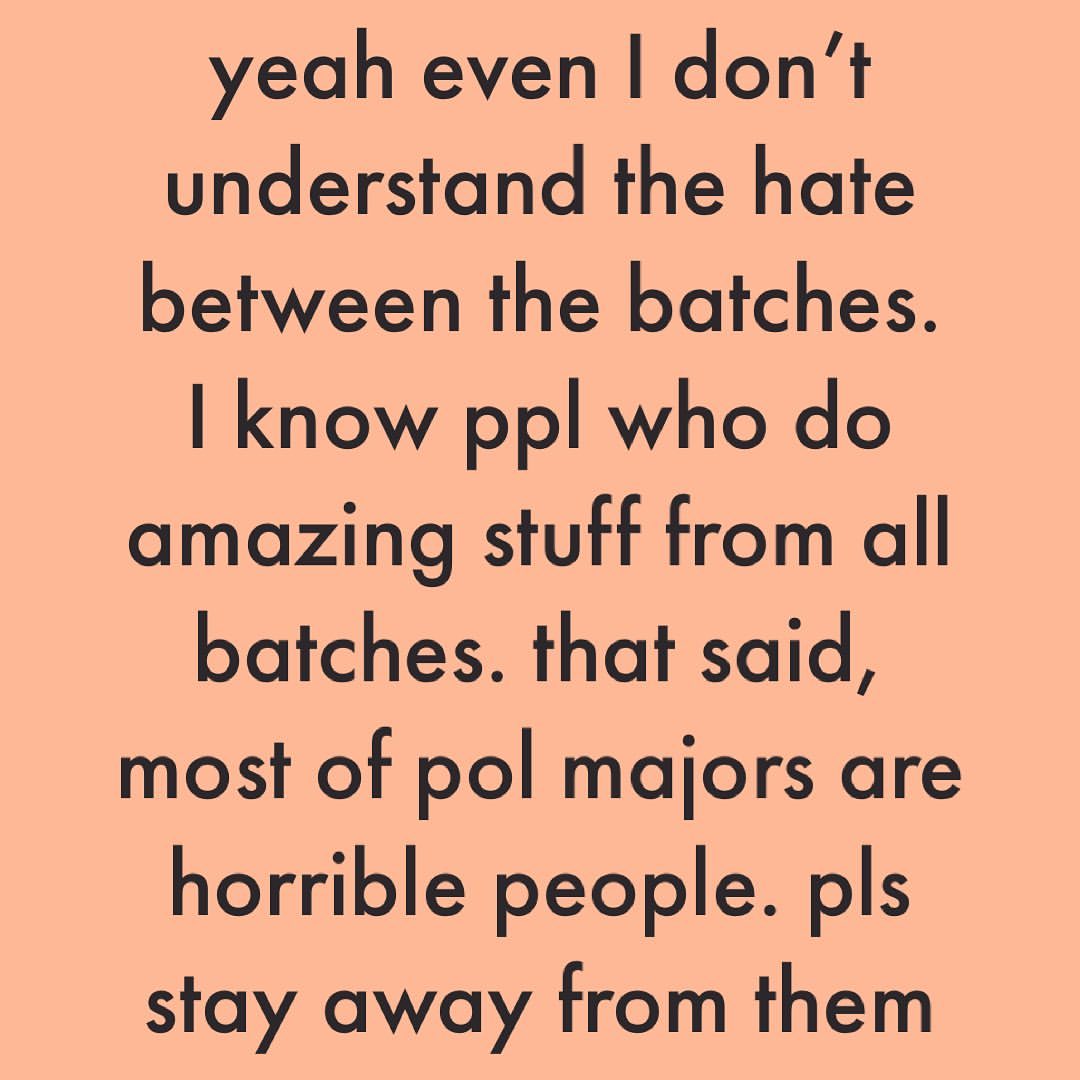 yeah even I don’t
understand the hate
between the batches.
I know ppl who do
amazing stuff from all
batches. that said,
most of pol majors are
horrible people. pls
stay away from them